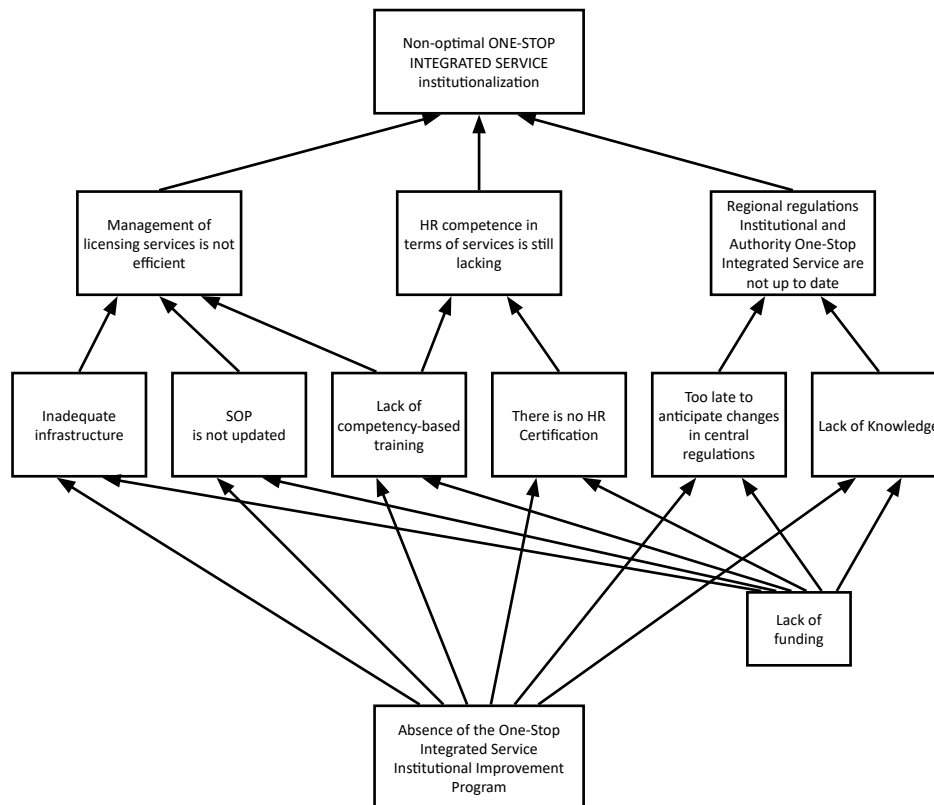 Non-optimal ONE-STOP
INTEGRATED SERVICE
institutionalization
Management of
licensing services is not
efficient
HR competence in
terms of services is still
lacking
Regional regulations
Institutional and
Authority One-Stop
Integrated Service are
not up to date
Inadequate
infrastructure
SOP
is not updated
Lack of
competency-based
training
There is no HR
Certification
Too late to
anticipate changes
in central
regulations
Lack of Knowledge
Lack of
funding
Absence of the One-Stop
Integrated Service
Institutional Improvement
Program